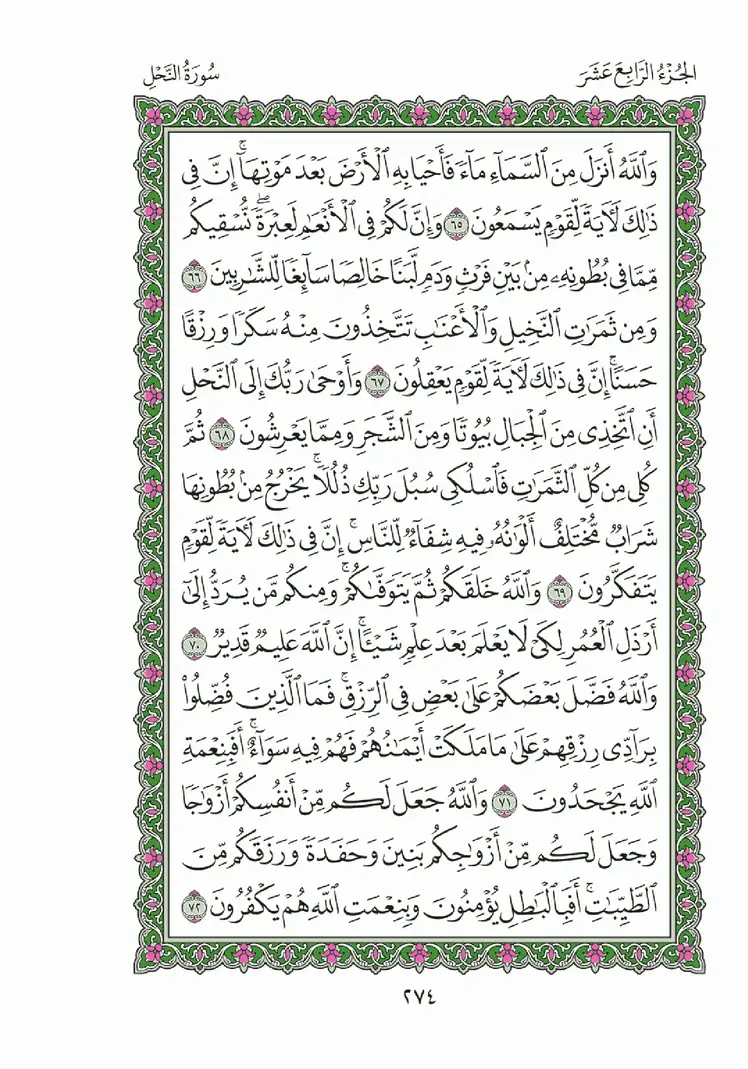 الجُزْءُ الرَّابِعَ عَشَرَ
سُورَةُ النَّحْلِ
وَٱللَّهُ أَنزَلَ مِنَ ٱلسَّمَآءِ مَآءً فَأَحْيَا بِهِ ٱلْأَرْضَ بَعْدَ مَوْتِهَآۚ إِنَّ فِى
ذَٰلِكَ لَـَٔايَةً لِّقَوْمٍ يَسْمَعُونَ ٦٥ وَإِنَّ لَكُمْ فِى ٱلْأَنْعَـٰمِ لَعِبْرَةًۖ نُّسْقِيكُم
مِّمَّا فِى بُطُونِهِۦ مِنۢ بَيْنِ فَرْثٍ وَدَمٍ لَّبَنًا خَالِصًا سَآئِغًا لِّلشَّـٰرِبِينَ ٦٦
وَمِن ثَمَرَٰتِ ٱلنَّخِيلِ وَٱلْأَعْنَـٰبِ تَتَّخِذُونَ مِنْهُ سَكَرًا وَرِزْقًا
حَسَنًاۗ إِنَّ فِى ذَٰلِكَ لَـَٔايَةً لِّقَوْمٍ يَعْقِلُونَ ٦٧ وَأَوْحَىٰ رَبُّكَ إِلَى ٱلنَّحْلِ
أَنِ ٱتَّخِذِى مِنَ ٱلْجِبَالِ بُيُوتًا وَمِنَ ٱلشَّجَرِ وَمِمَّا يَعْرِشُونَ ٦٨ ثُمَّ
كُلِى مِن كُلِّ ٱلثَّمَرَٰتِ فَٱسْلُكِى سُبُلَ رَبِّكِ ذُلُلًاۚ يَخْرُجُ مِنۢ بُطُونِهَا
شَرَابٌ مُّخْتَلِفٌ أَلْوَٰنُهُۥ فِيهِ شِفَآءٌ لِّلنَّاسِۗ إِنَّ فِى ذَٰلِكَ لَـَٔايَةً لِّقَوْمٍ
يَتَفَكَّرُونَ ٦٩ وَٱللَّهُ خَلَقَكُمْ ثُمَّ يَتَوَفَّىٰكُمْۚ وَمِنكُم مَّن يُرَدُّ إِلَىٰٓ
أَرْذَلِ ٱلْعُمُرِ لِكَىْ لَا يَعْلَمَ بَعْدَ عِلْمٍ شَيْـًٔاۚ إِنَّ ٱللَّهَ عَلِيمٌ قَدِيرٌ ٧٠
وَٱللَّهُ فَضَّلَ بَعْضَكُمْ عَلَىٰ بَعْضٍ فِى ٱلرِّزْقِۚ فَمَا ٱلَّذِينَ فُضِّلُوا۟
بِرَآدِّى رِزْقِهِمْ عَلَىٰ مَا مَلَكَتْ أَيْمَـٰنُهُمْ فَهُمْ فِيهِ سَوَآءٌۚ أَفَبِنِعْمَةِ
ٱللَّهِ يَجْحَدُونَ ٧١ وَٱللَّهُ جَعَلَ لَكُم مِّنْ أَنفُسِكُمْ أَزْوَٰجًا
وَجَعَلَ لَكُم مِّنْ أَزْوَٰجِكُم بَنِينَ وَحَفَدَةً وَرَزَقَكُم مِّنَ
ٱلطَّيِّبَـٰتِۚ أَفَبِٱلْبَـٰطِلِ يُؤْمِنُونَ وَبِنِعْمَتِ ٱللَّهِ هُمْ يَكْفُرُونَ ٧٢
٢٧٤